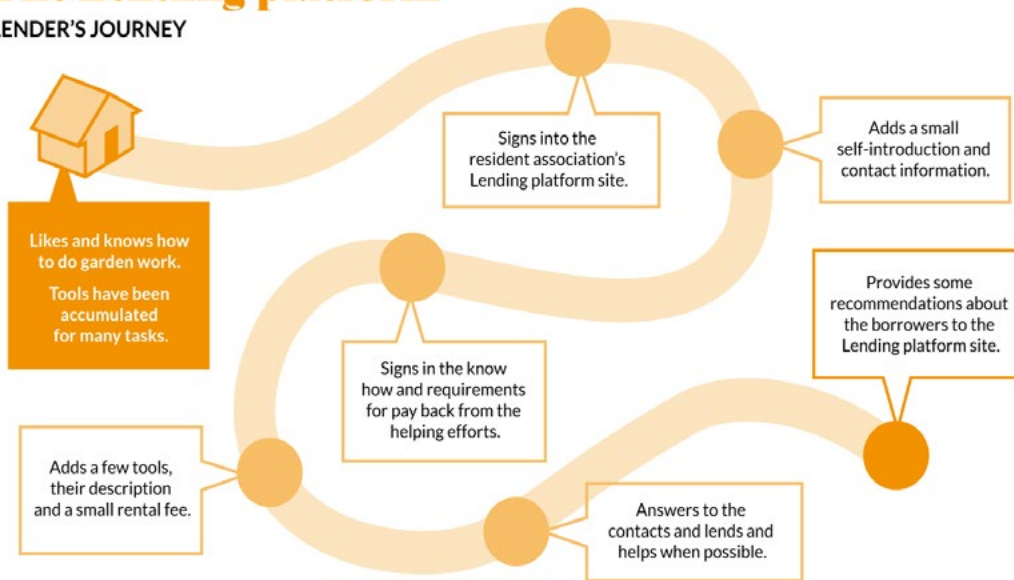 The Lending platform
LENDER'S JOURNEY
Likes and knows how
to do garden work.
Tools have been
accumulated
for many tasks.
Signs into the
resident association's
Lending platform site.
Adds a small
self-introduction and
contact information.
Signs in the know
how and requirements
for pay back from the
helping efforts.
Adds a few tools,
their description
and a small rental fee.
Answers to the
contacts and lends and
helps when possible.
Provides some
recommendations about
the borrowers to the
Lending platform site.